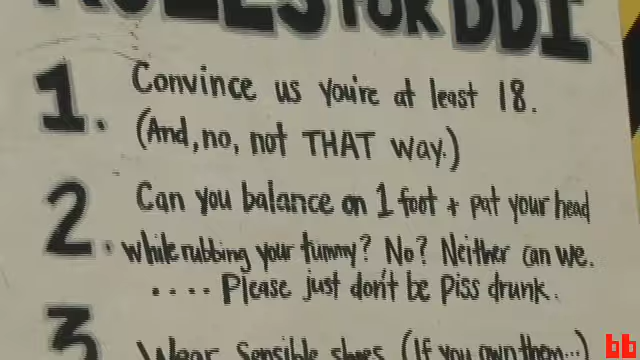 RULES FOR DDI
1. Convince us you're at least 18.
(And, no, not THAT way.)
2. Can you balance on 1 foot + pat your head
while rubbing your tummy? No? Neither can we.
.... Please just don't be Piss drunk.
3. Wear sensible shoes (If you own them...)
bb